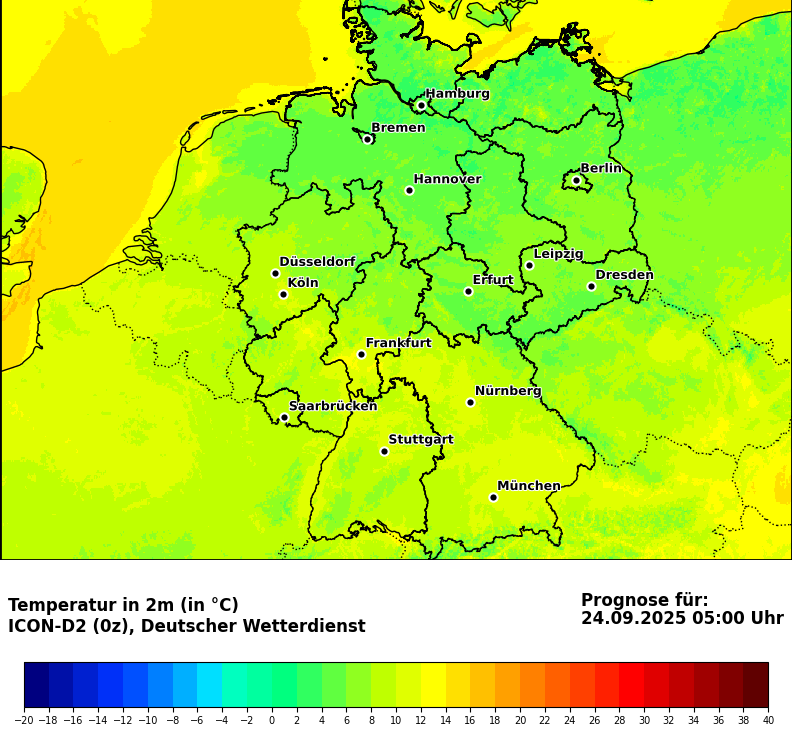 Hamburg
Bremen
Hannover
Berlin
Düsseldorf
Köln
Leipzig
Dresden
Erfurt
Frankfurt
Nürnberg
Saarbrücken
Stuttgart
München
Temperatur in 2m (in °C)
ICON-D2 (0z), Deutscher Wetterdienst
Prognose für:
24.09.2025 05:00 Uhr
−20 −18 −16 −14 −12 −10 −8 −6 −4 −2 0 2 4 6 8 10 12 14 16 18 20 22 24 26 28 30 32 34 36 38 40